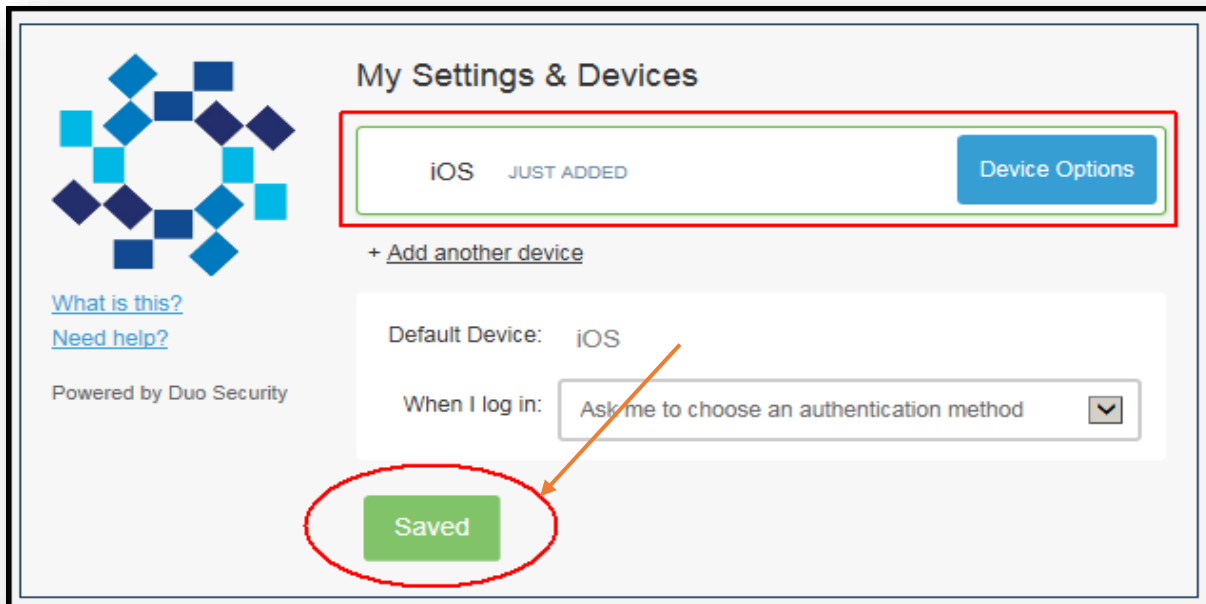 My Settings & Devices
iOS JUST ADDED Device Options
+ Add another device
What is this?
Need help?
Powered by Duo Security
Default Device: iOS
When I log in: Ask me to choose an authentication method
Saved